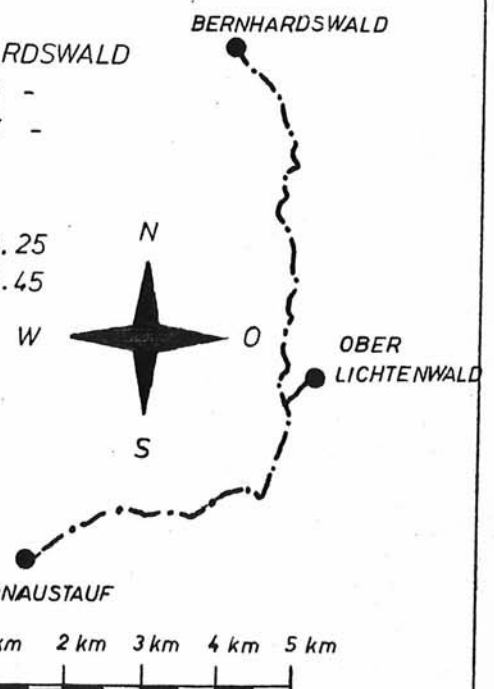 BERNHARDSWALD
RDSWALD
-
-
.25
.45
N
W
O
S
OBER
LICHTENWALD
NAUSTAUF
km 2 km 3 km 4 km 5 km